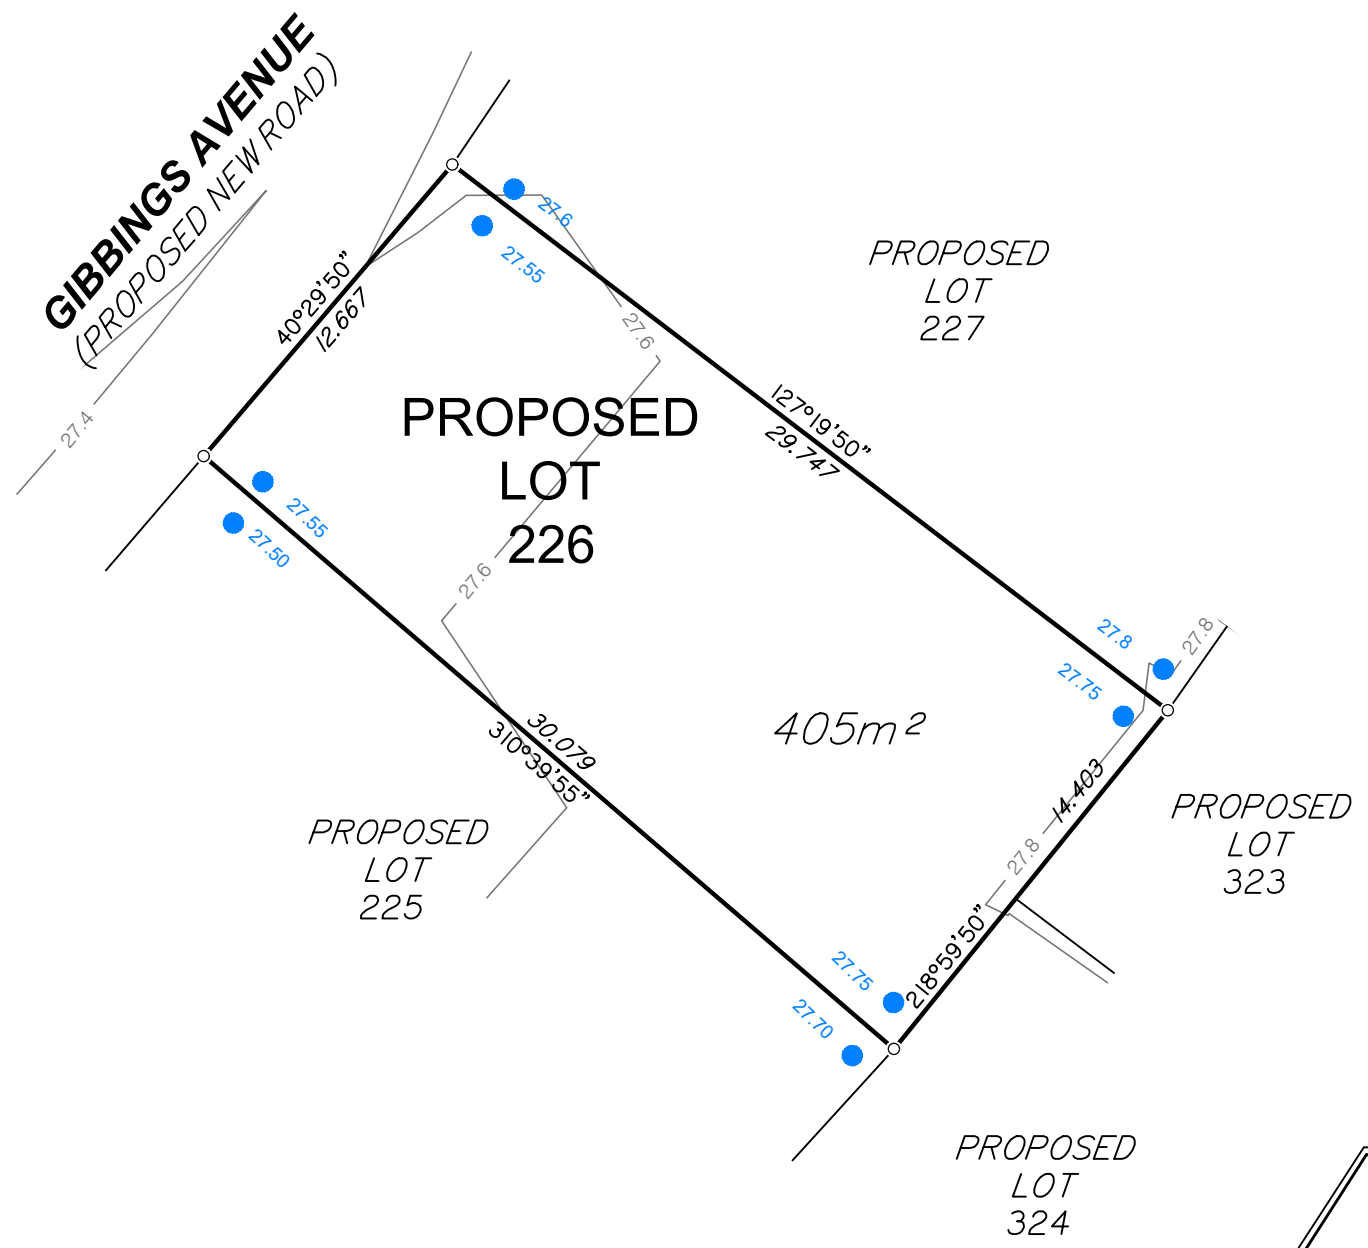 GIBBINGS AVENUE
(PROPOSED NEW ROAD)
27.6
27.55
PROPOSED
LOT
227
40°29'50"
12.667
27.6
27.4
PROPOSED
LOT
226
127°19'50"
29.747
27.55
27.50
27.6
27.8
27.8
27.75
405m²
30.079
310°39'55"
14.403
PROPOSED
LOT
323
PROPOSED
LOT
225
27.8
218°59'50"
27.75
27.70
PROPOSED
LOT
324